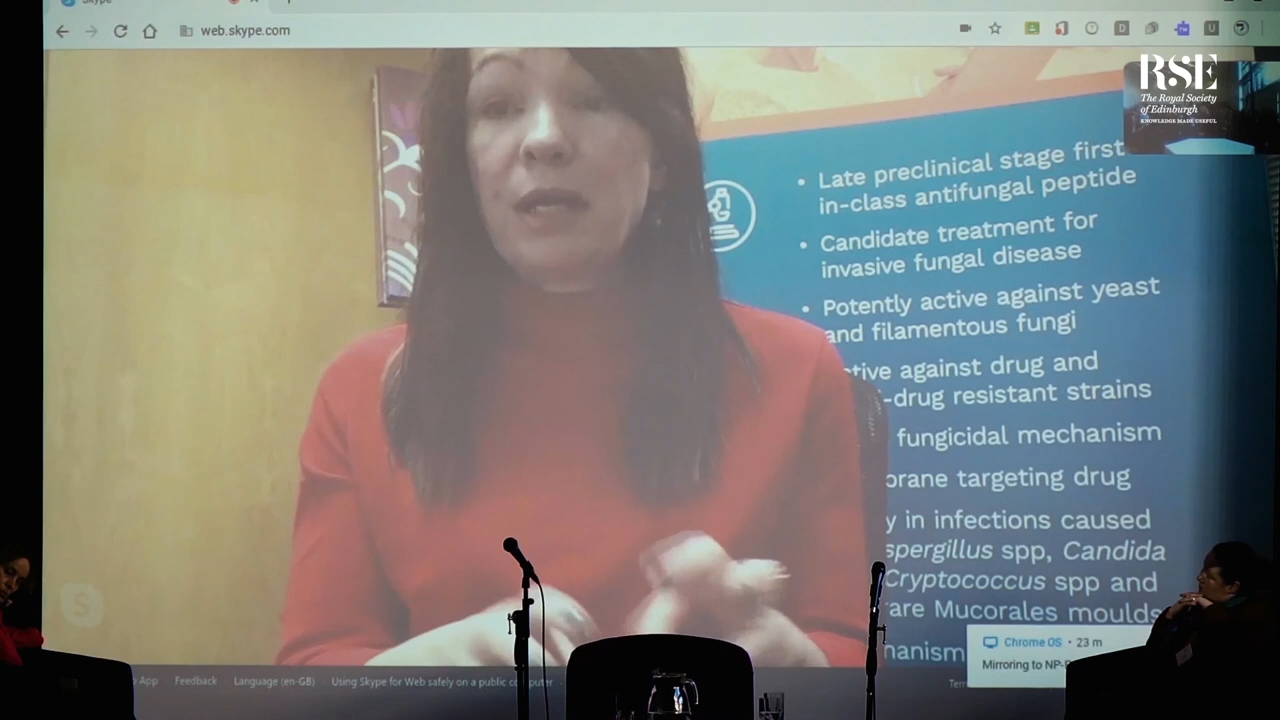 web.skype.com
RSE
The Royal Society
of Edinburgh
KNOWLEDGE MADE USEFUL
• Late preclinical stage first
in-class antifungal peptide
• Candidate treatment for
invasive fungal disease
• Potently active against yeast
and filamentous fungi
against drug and
-drug resistant strains
fungicidal mechanism
targeting drug
in infections caused
spp, Candida
Cryptococcus spp and
Mucorales moulds
Chrome OS • 23 m
Mirroring to
App
Feedback
Language (en-GB)
Using Skype for Web safely on a public computer